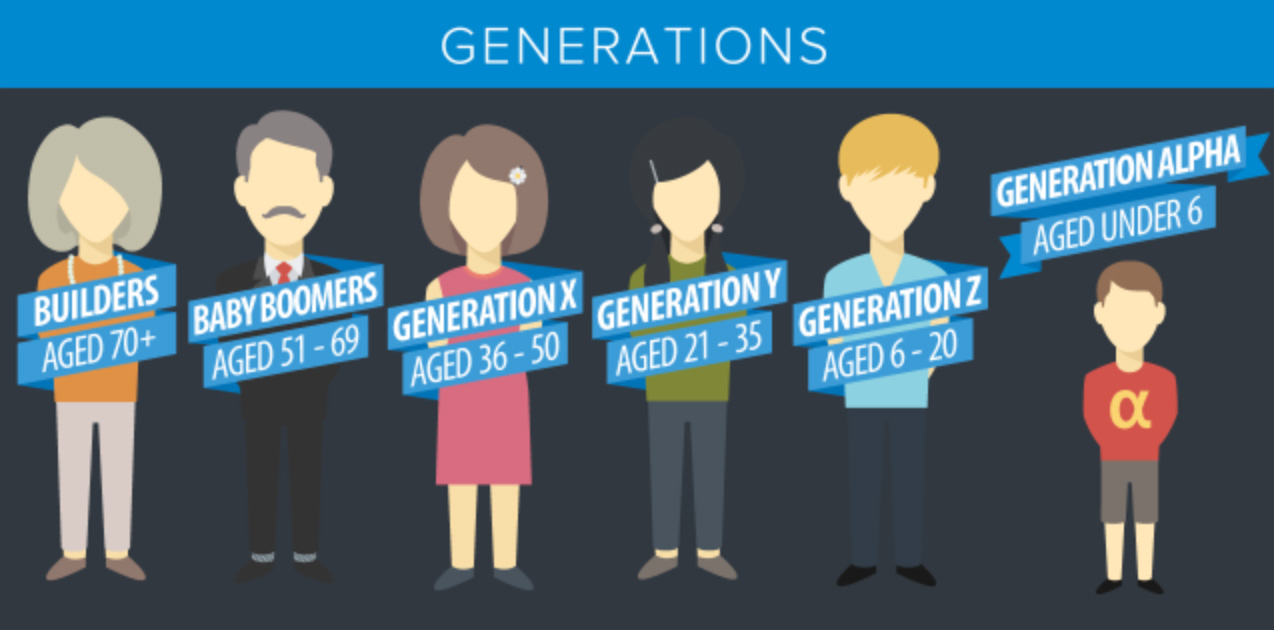 GENERATIONS
BUILDERS
AGED 70+
BABY BOOMERS
AGED 51 - 69
GENERATION X
AGED 36 - 50
GENERATION Y
AGED 21 - 35
GENERATION Z
AGED 6 - 20
GENERATION ALPHA
AGED UNDER 6
α